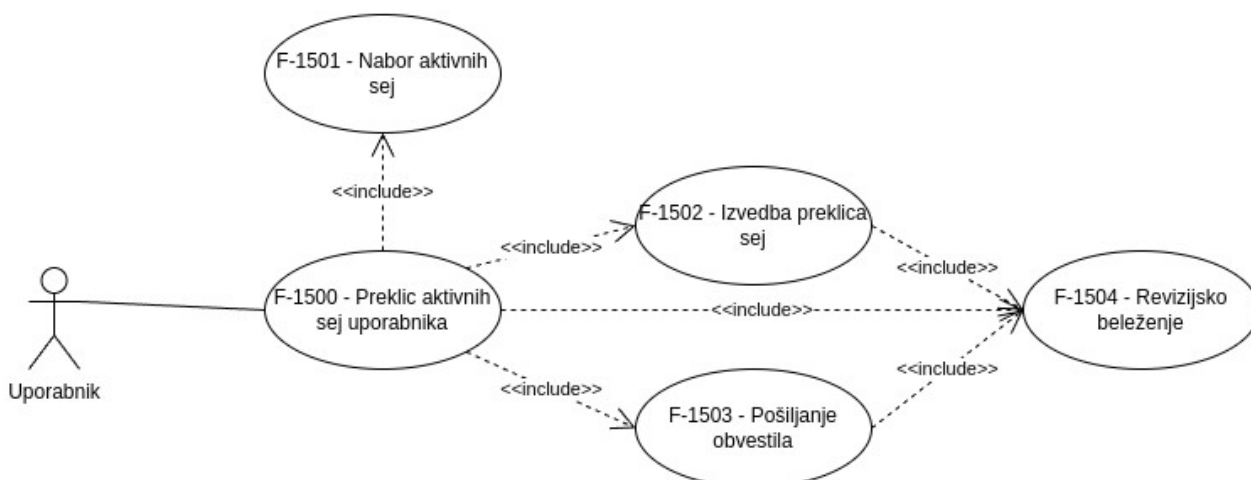 F-1501 - Nabor aktivnih
sej
<<include>>
F-1502 - Izvedba preklica
sej
<<include>>
<<include>>
F-1500 - Preklic aktivnih
sej uporabnika
<<include>>
F-1504 - Revizijsko
beleženje
Uporabnik
<<include>>
<<include>>
F-1503 - Pošiljanje
obvestila